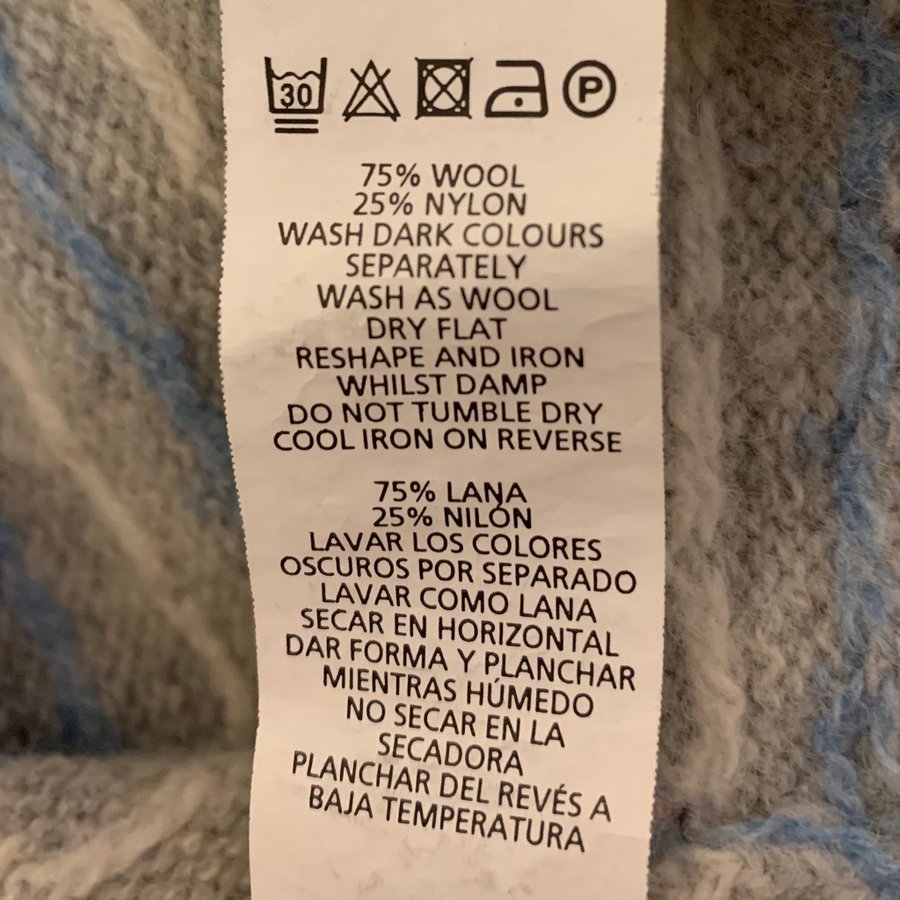 30 P
75% WOOL
25% NYLON
WASH DARK COLOURS
SEPARATELY
WASH AS WOOL
DRY FLAT
RESHAPE AND IRON
WHILST DAMP
DO NOT TUMBLE DRY
COOL IRON ON REVERSE
75% LANA
25% NILÓN
LAVAR LOS COLORES
OSCUROS POR SEPARADO
LAVAR COMO LANA
SECAR EN HORIZONTAL
DAR FORMA Y PLANCHAR
MIENTRAS HÚMEDO
NO SECAR EN LA
SECADORA
PLANCHAR DEL REVÉS A
BAJA TEMPERATURA